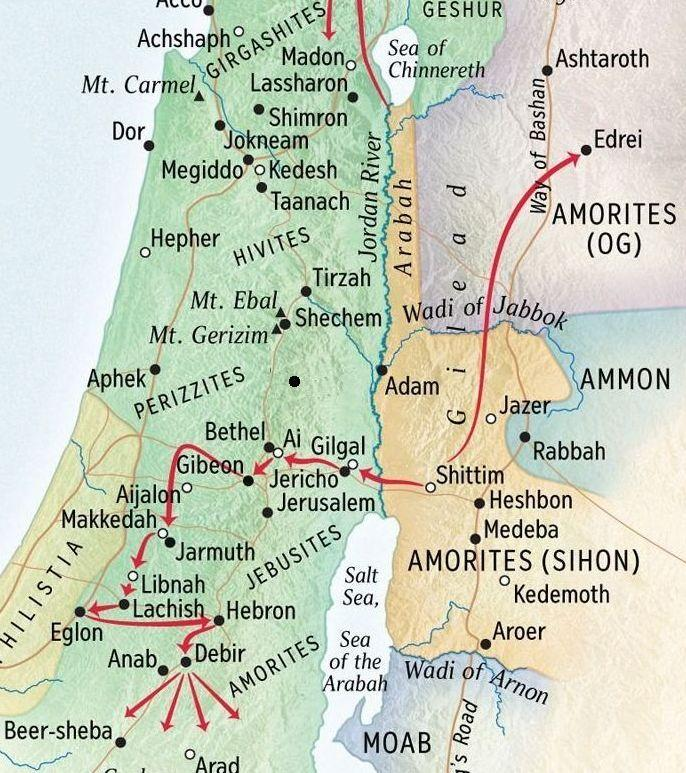 Acco
GESHUR
Achshaph
GIRGASHITES
Sea of
Chinnereth
Madon
Ashtaroth
Mt. Carmel
Lassharon
Shimron
Way of Bashan
Dor
Jokneam
Edrei
Jordan River
Megiddo
Kedesh
Arabah
Taanach
Gilead
AMORITES
(OG)
Hepher
HIVITES
Tirzah
Mt. Ebal
Wadi of Jabbok
Shechem
Mt. Gerizim
Aphek
PERIZZITES
Adam
AMMON
Jazer
Bethel
Ai
Gilgal
Rabbah
Gibeon
Jericho
Shittim
Aijalon
Jerusalem
Heshbon
Makkedah
Medeba
Jarmuth
JEBUSITES
AMORITES (SIHON)
PHILISTIA
Libnah
Salt
Sea,
Kedemoth
Lachish
Hebron
Eglon
Sea
of the
Arabah
Aroer
Anab
Debir
AMORITES
Wadi of Arnon
Beer-sheba
MOAB
's Road
Arad